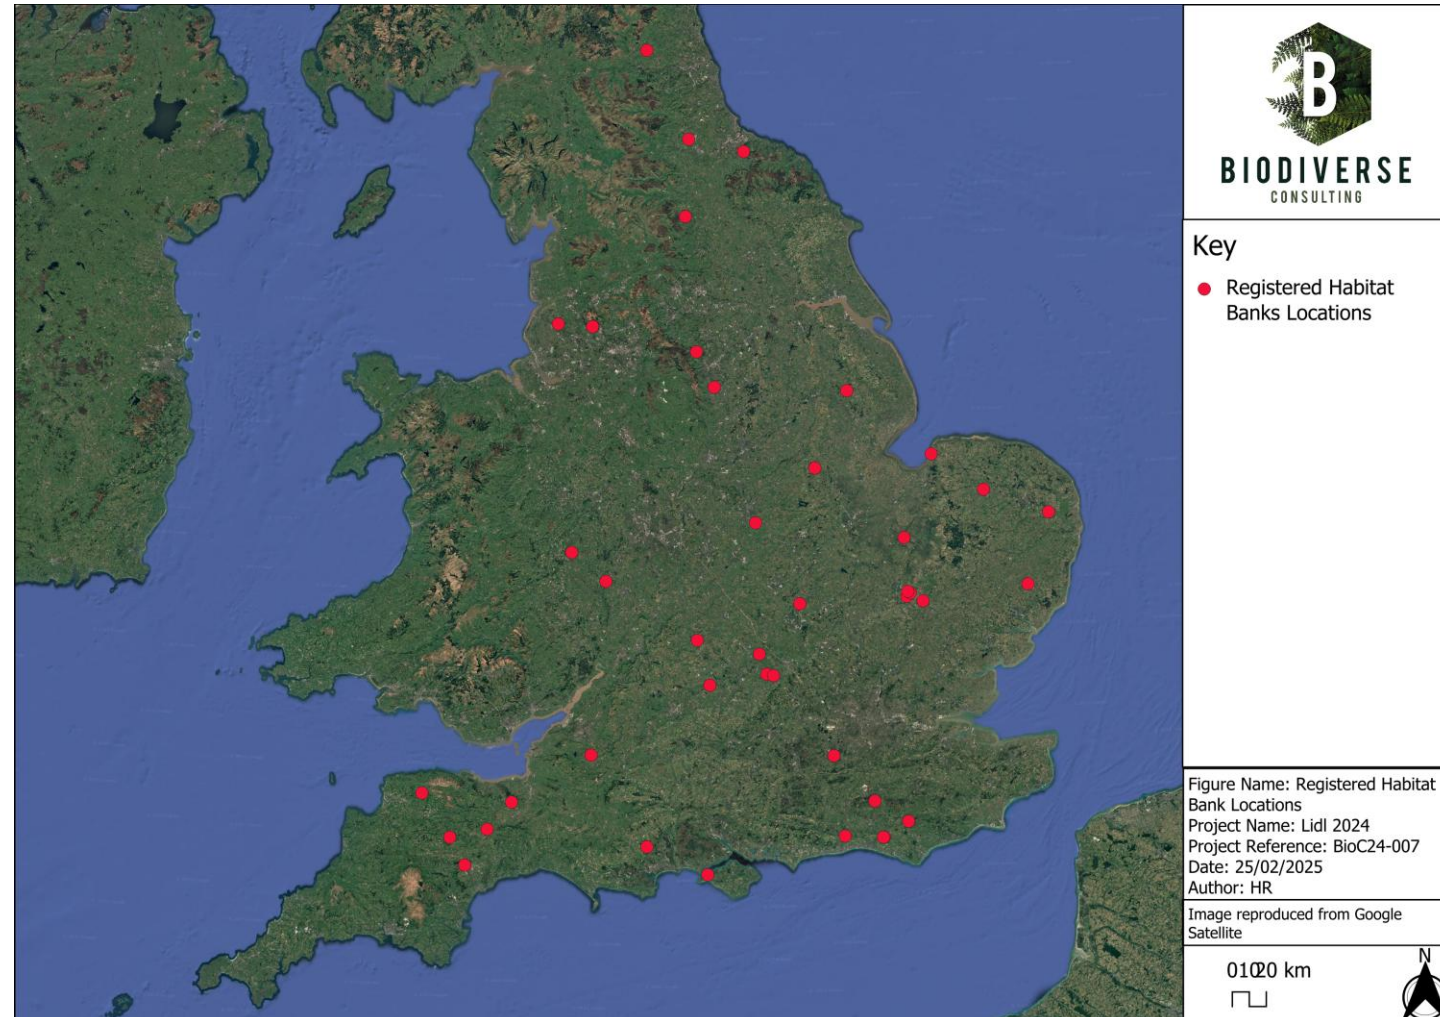 B
BIODIVERSE
CONSULTING
Key
Registered Habitat
Banks Locations
Figure Name: Registered Habitat
Bank Locations
Project Name: Lidl 2024
Project Reference: BioC24-007
Date: 25/02/2025
Author: HR
Image reproduced from Google
Satellite
N
01020 km